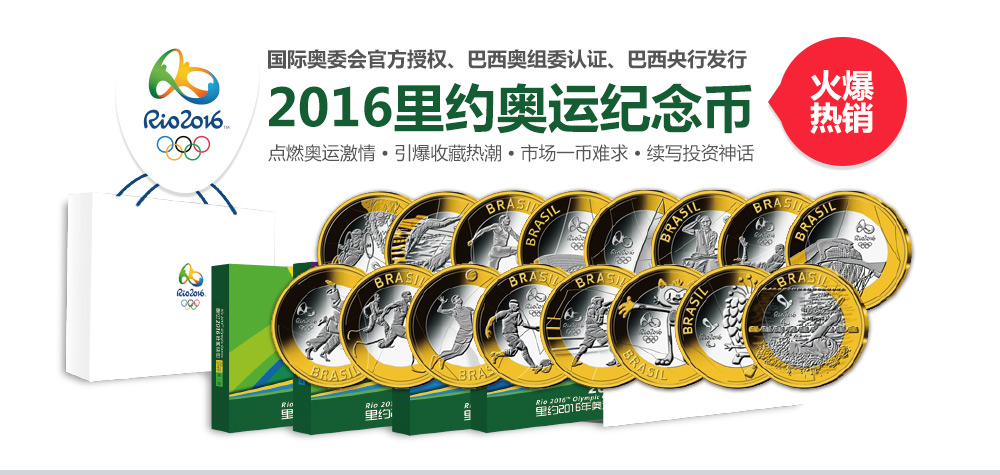 国际奥委会官方授权、巴西奥组委认证、巴西央行发行
2016里约奥运纪念币
点燃奥运激情•引爆收藏热潮•市场一币难求•续写投资神话
火爆
热销
Rio2016
Rio2016
BRASIL
BRASIL
BRASIL
BRASIL
BRASIL
Rio2016
Rio2016
Rio2016
BRASIL
BRASIL
BRASIL
BRASIL
BRASIL
BRASIL
BRASIL
Rio 2016™ Olympic
里约2016年奥